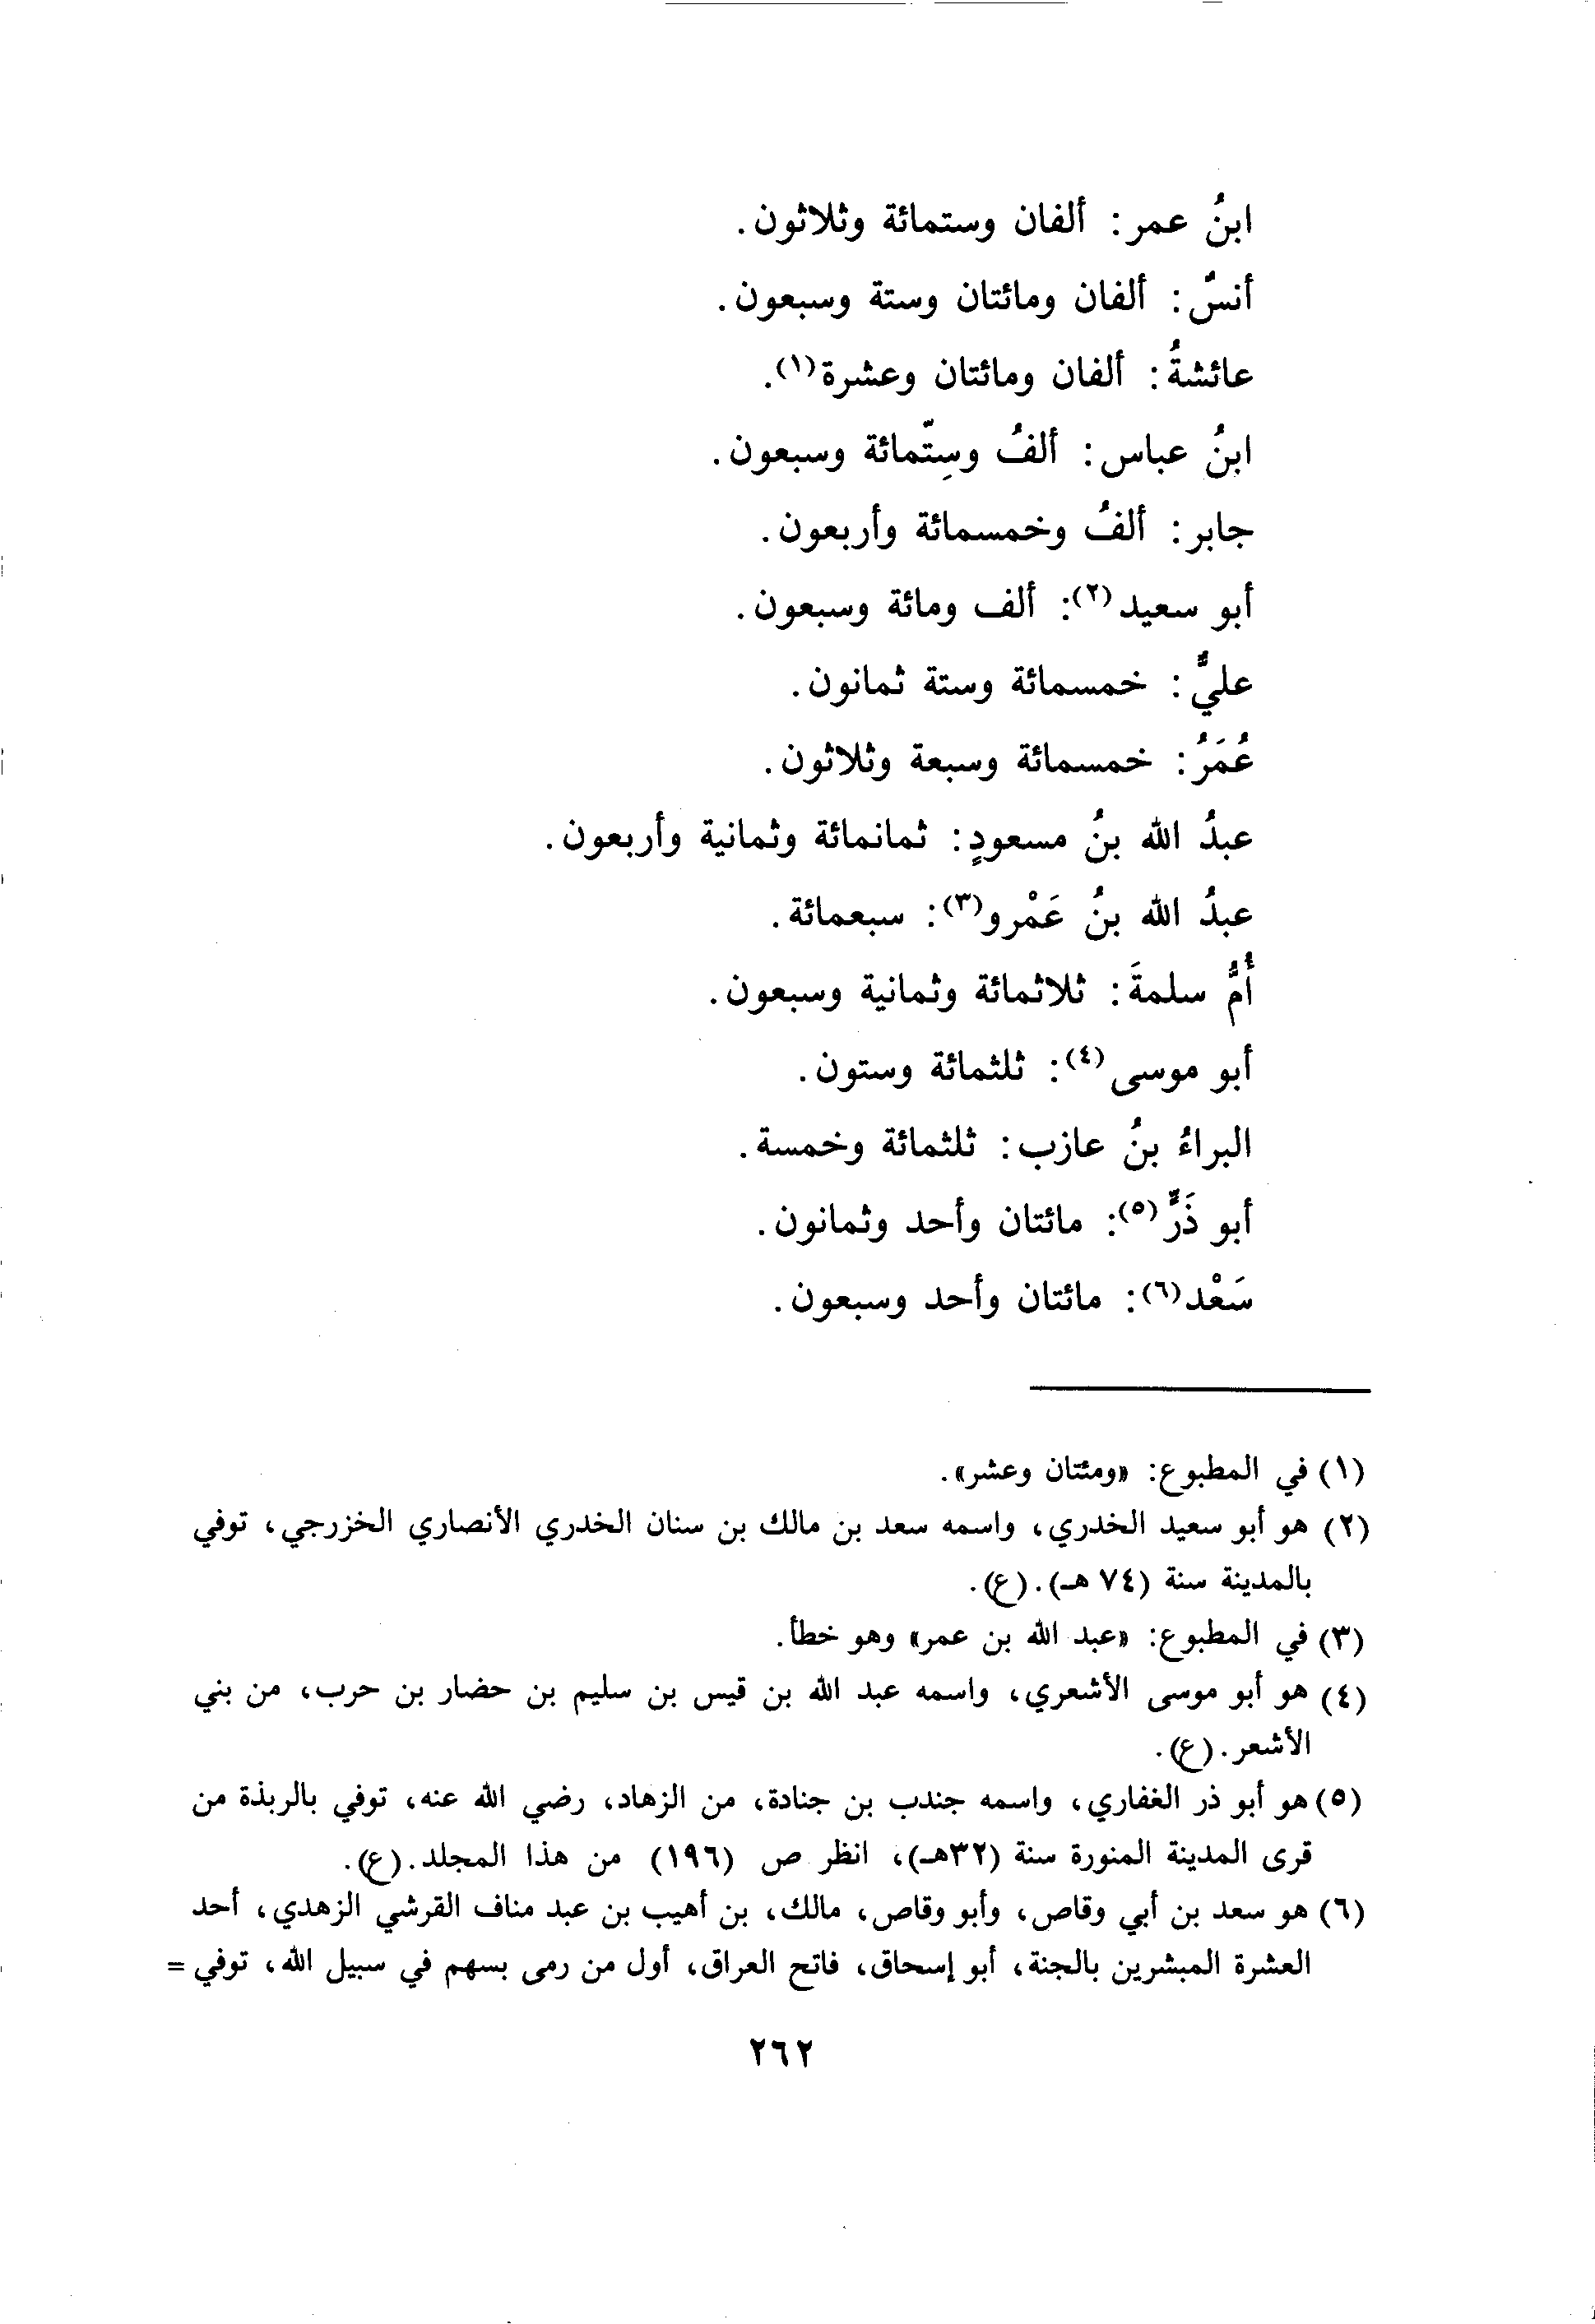 ابنُ عمر: ألفان وستمائة وثلاثون.
أنسٌ: ألفان ومائتان وستة وسبعون.
عائشةُ: ألفان ومائتان وعشرة(١).
ابنُ عباس: ألفُ وسِتّمائة وسبعون.
جابر: ألفُ وخمسمائة وأربعون.
أبو سعيد(٢): ألف ومائة وسبعون.
عليٌّ: خمسمائة وستة ثمانون.
عُمَرُ: خمسمائة وسبعة وثلاثون.
عبدُ الله بنُ مسعودٍ: ثمانمائة وثمانية وأربعون.
عبدُ الله بنُ عَمْرو(٣): سبعمائة.
أُمُّ سلمةَ: ثلاثمائة وثمانية وسبعون.
أبو موسى(٤): ثلثمائة وستون.
البراءُ بنُ عازب: ثلثمائة وخمسة.
أبو ذَرٍّ(٥): مائتان وأحد وثمانون.
سَعْد(٦): مائتان وأحد وسبعون.
(١) في المطبوع: «ومئتان وعشر».
(٢) هو أبو سعيد الخدري، واسمه سعد بن مالك بن سنان الخدري الأنصاري الخزرجي، توفي
بالمدينة سنة (٧٤ هـ). (ع).
(٣) في المطبوع: «عبد الله بن عمر» وهو خطأ.
(٤) هو أبو موسى الأشعري، واسمه عبد الله بن قيس بن سليم بن حضار بن حرب، من بني
الأشعر. (ع).
(٥) هو أبو ذر الغفاري، واسمه جندب بن جنادة، من الزهاد، رضي الله عنه، توفي بالربذة من
قرى المدينة المنورة سنة (٣٢هـ)، انظر ص (١٩٦) من هذا المجلد. (ع).
(٦) هو سعد بن أبي وقاص، وأبو وقاص، مالك، بن أهيب بن عبد مناف القرشي الزهدي، أحد
العشرة المبشرين بالجنة، أبو إسحاق، فاتح العراق، أول من رمى بسهم في سبيل الله، توفي =
٢٦٢